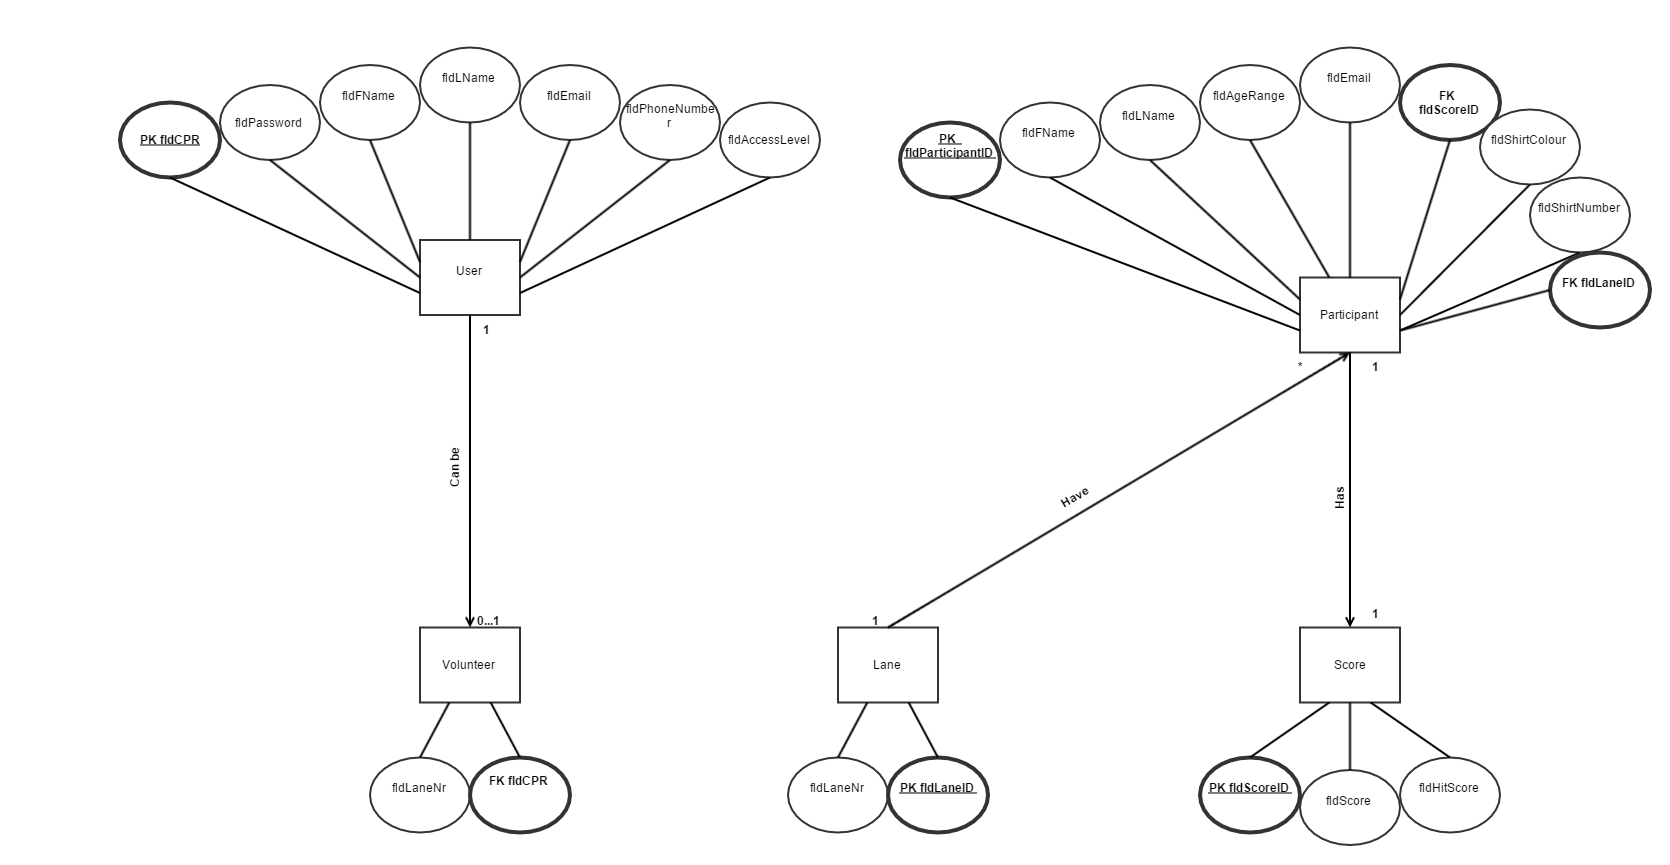 fldLName
fldFName
fldEmail
fldPhoneNumbe
r
fldPassword
PK fldCPR
fldAccessLevel
User
1
Can be
0...1
Volunteer
fldLaneNr
FK fldCPR
fldEmail
fldAgeRange
FK
fldScoreID
fldLName
fldFName
PK
fldParticipantID
fldShirtColour
fldShirtNumber
FK fldLaneID
Participant
*
1
Have
Has
1
1
Lane
Score
fldLaneNr
PK fldLaneID
PK fldScoreID
fldScore
fldHitScore